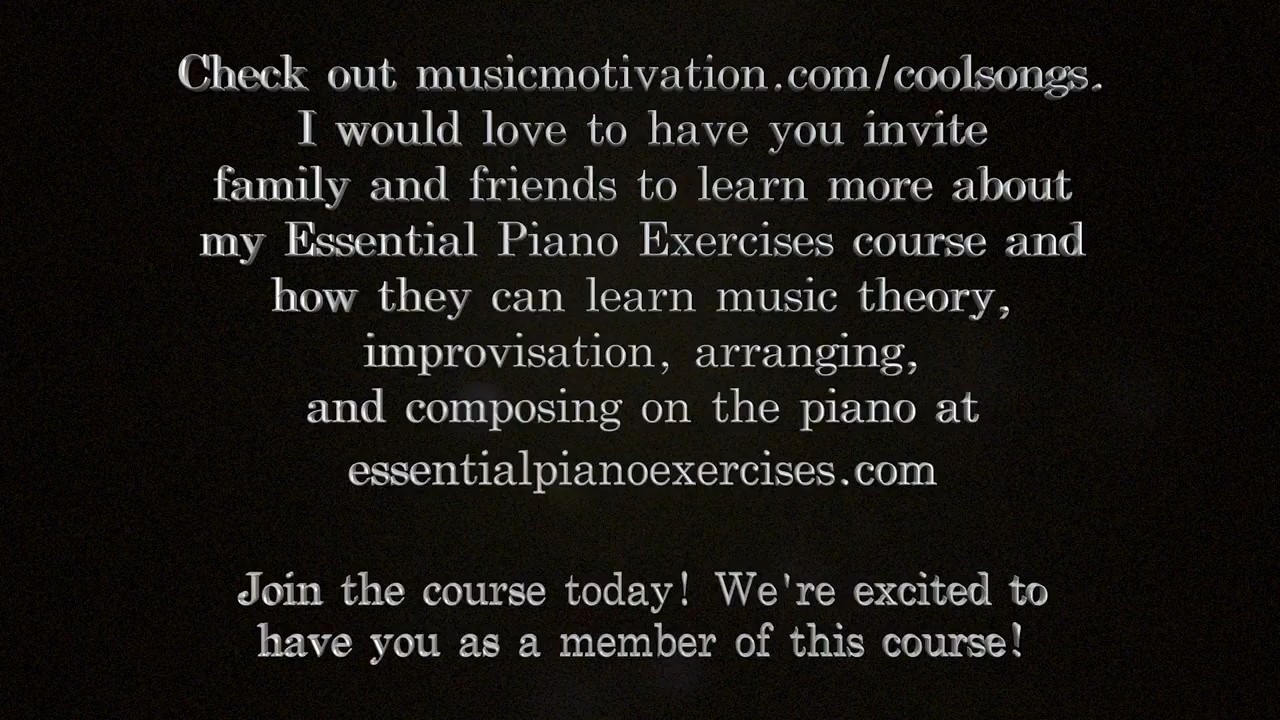 Check out musicmotivation.com/coolsongs.
I would love to have you invite
family and friends to learn more about
my Essential Piano Exercises course and
how they can learn music theory,
improvisation, arranging,
and composing on the piano at
essentialpianoexercises.com
Join the course today! We're excited to
have you as a member of this course!